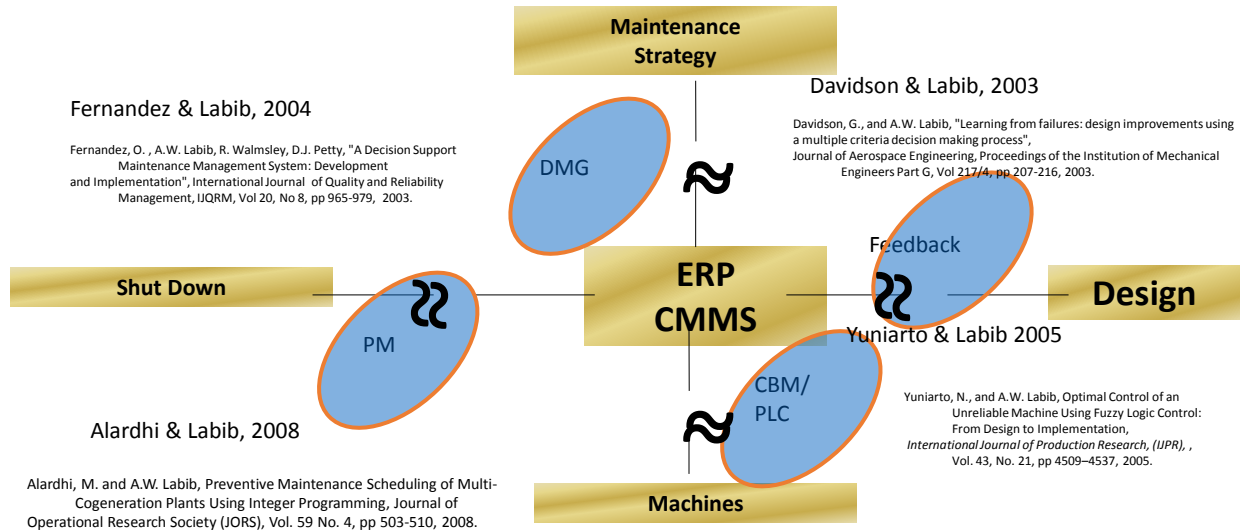 Maintenance
Strategy
Fernandez & Labib, 2004
Fernandez, O. , A.W. Labib, R. Walmsley, D.J. Petty, "A Decision Support
Maintenance Management System: Development
and Implementation", International Journal of Quality and Reliability
Management, IJQRM, Vol 20, No 8, pp 965-979, 2003.
DMG
Davidson & Labib, 2003
Davidson, G., and A.W. Labib, "Learning from failures: design improvements using
a multiple criteria decision making process",
Journal of Aerospace Engineering, Proceedings of the Institution of Mechanical
Engineers Part G, Vol 217/4, pp 207-216, 2003.
Feedback
Shut Down
ERP
CMMS
Design
PM
Yuniarto & Labib 2005
CBM/
PLC
Yuniarto, N., and A.W. Labib, Optimal Control of an
Unreliable Machine Using Fuzzy Logic Control:
From Design to Implementation,
International Journal of Production Research, (IJPR), ,
Vol. 43, No. 21, pp 4509–4537, 2005.
Alardhi & Labib, 2008
Alardhi, M. and A.W. Labib, Preventive Maintenance Scheduling of Multi-
Cogeneration Plants Using Integer Programming, Journal of
Operational Research Society (JORS), Vol. 59 No. 4, pp 503-510, 2008.
Machines